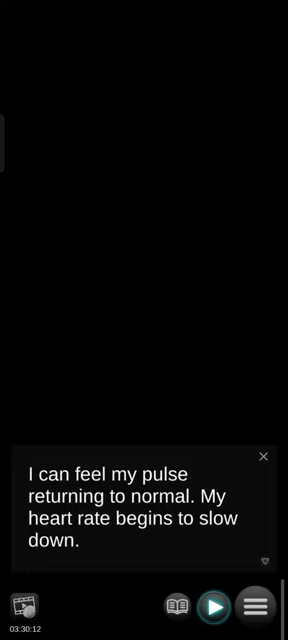 I can feel my pulse
returning to normal. My
heart rate begins to slow
down.
03:30:12